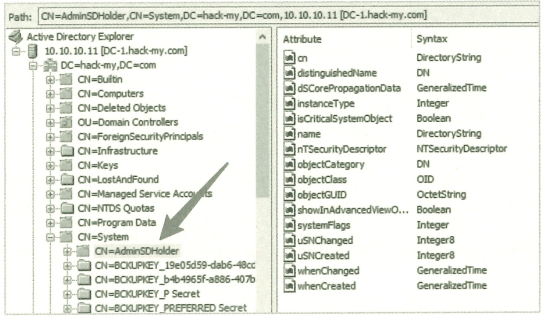 Path: CN=AdminSDHolder,CN=System,DC=hack-my,DC=com,10.10.10.11 [DC-1.hack-my.com]
Active Directory Explorer
10.10.10.11 [DC-1.hack-my.com]
DC=hack-my,DC=com
CN=Builtin
CN=Computers
CN=Deleted Objects
OU=Domain Controllers
CN=ForeignSecurityPrincipals
CN=Infrastructure
CN=Keys
CN=LostAndFound
CN=Managed Service
CN=NTDS Quotas
CN=Program Data
CN=System
CN=AdminSDHolder
CN=BCKUPKEY_19e05d59-dab6-48cd
CN=BCKUPKEY_b4b4965f-a886-407b
CN=BCKUPKEY_P Secret
CN=BCKUPKEY_PREFERRED Secret
Attribute Syntax
cn DirectoryString
distinguishedName DN
dSCorePropagationData GeneralizedTime
instanceType Integer
isCriticalSystemObject Boolean
name DirectoryString
nTSecurityDescriptor NTSecurityDescriptor
objectCategory DN
objectClass OID
objectGUID OctetString
showInAdvancedViewO... Boolean
systemFlags Integer
uSNChanged Integer8
uSNCreated Integer8
whenChanged GeneralizedTime
whenCreated GeneralizedTime